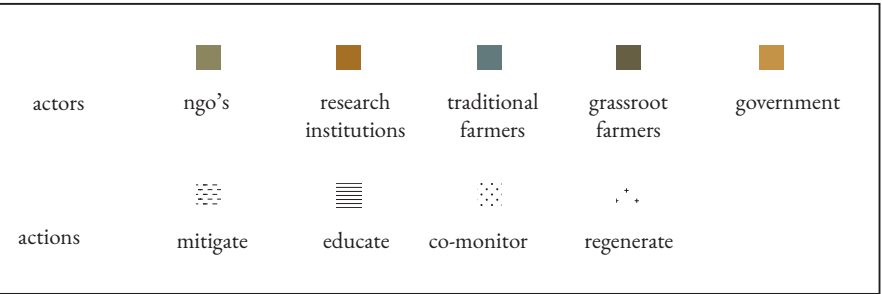 actors
ngo's
research
institutions
traditional
farmers
grassroot
farmers
government
actions
mitigate
educate
co-monitor
regenerate